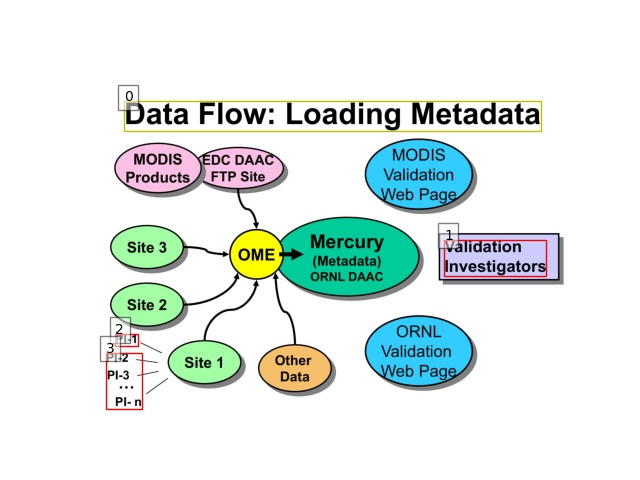 0
Data Flow: Loading Metadata
MODIS
Products
EDC DAAC
FTP Site
MODIS
Validation
Web Page
1
Validation
Investigators
Site 3
OME
Mercury
(Metadata)
ORNL DAAC
Site 2
2
PI-1
3
PI-2
PI-3
...
PI- n
Site 1
Other
Data
ORNL
Validation
Web Page